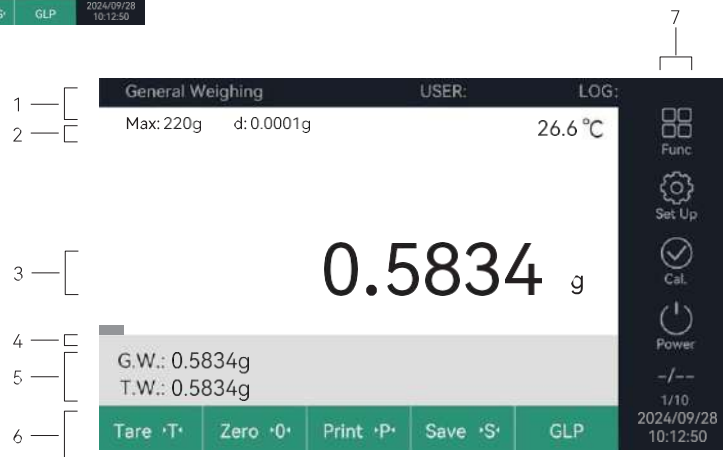 S GLP 2024/09/28
10:12:50
7
1 General Weighing USER: LOG:
2 Max: 220g d: 0.0001g 26.6 °C
Func
Set Up
3 0.5834 g
Cal.
4
Power
5 G.W.: 0.5834g
T.W.: 0.5834g
-/--
1/10
2024/09/28
10:12:50
6 Tare ·T· Zero ·0· Print ·P· Save ·S· GLP